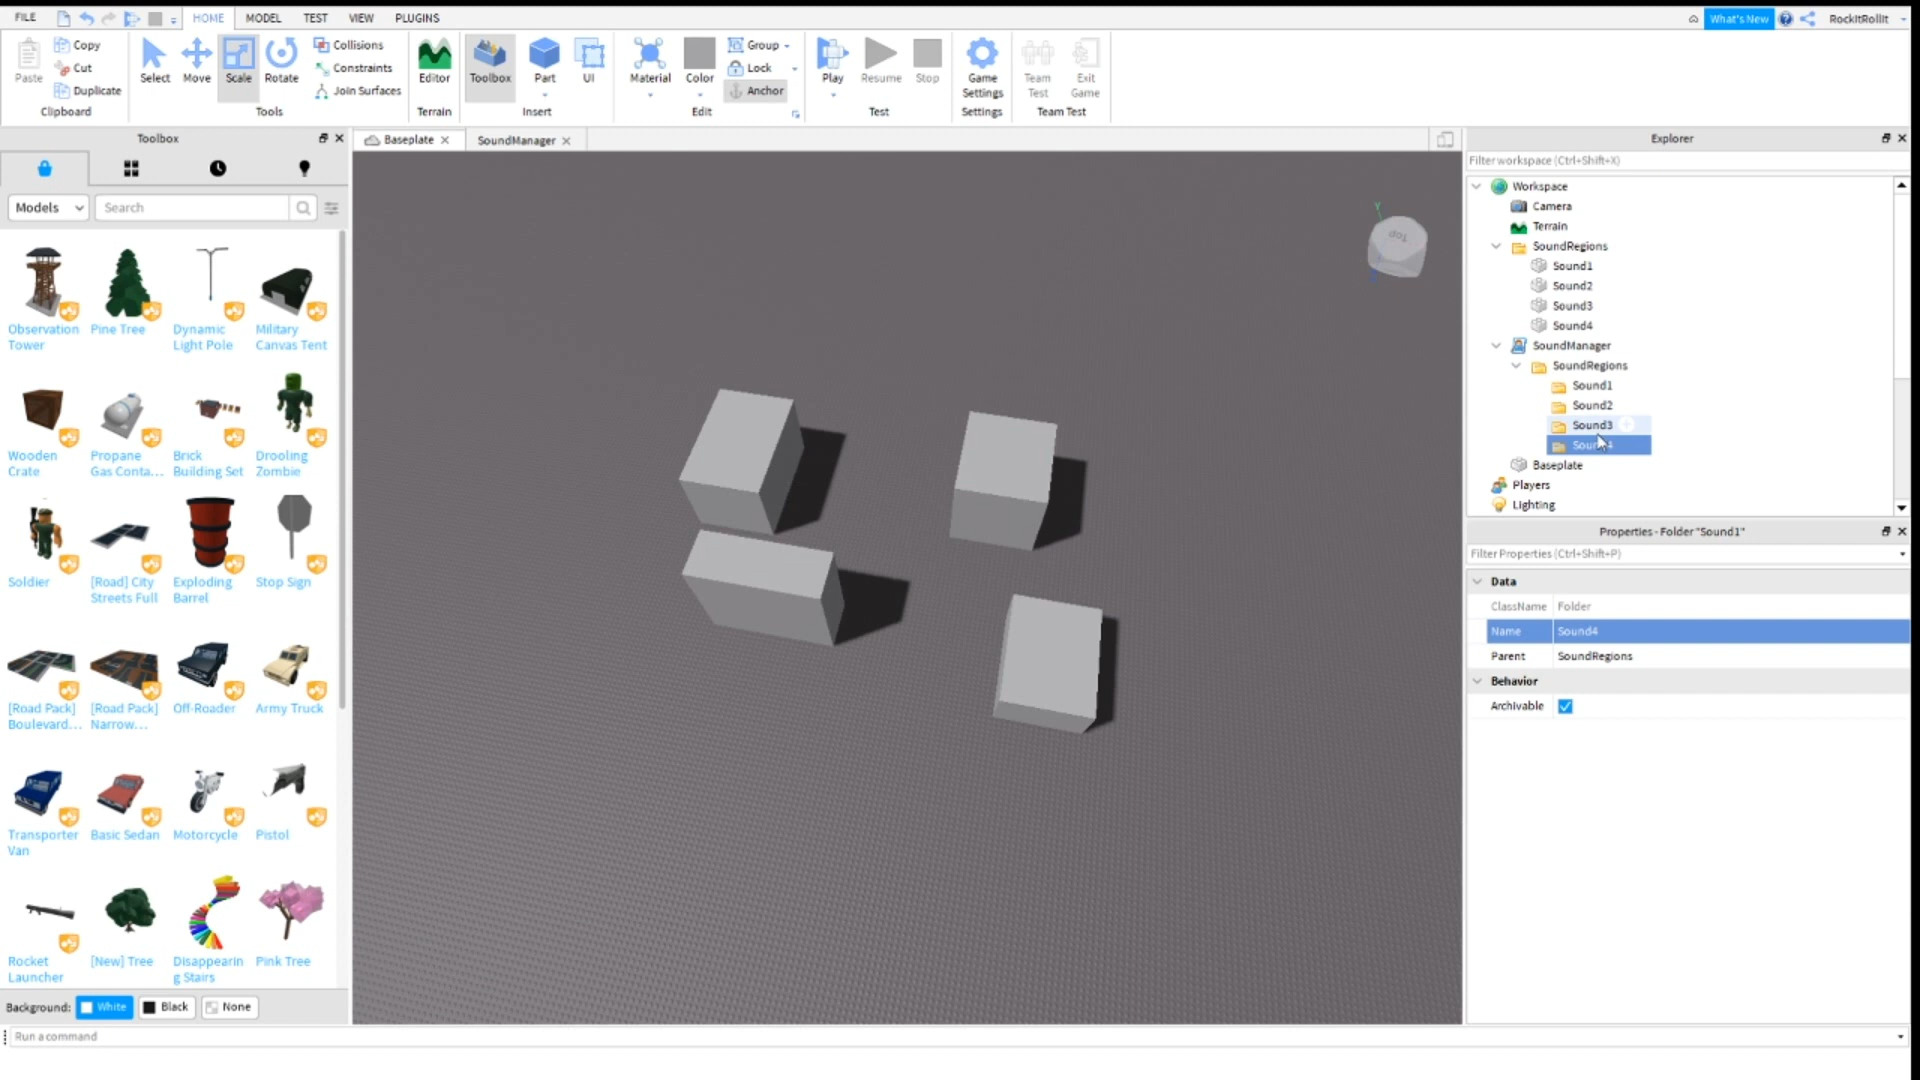 FILE HOME MODEL TEST VIEW PLUGINS What's New RockItRollIt
Paste Copy Cut Duplicate Clipboard
Select Move Scale Rotate Collisions Constraints Join Surfaces Tools
Editor Terrain
Toolbox Part UI Insert
Material Color Group Lock Anchor Edit
Play Resume Stop Test
Game Settings Settings
Team Test Exit Game Team Test
Toolbox
Models Search
Observation Tower
Pine Tree
Dynamic Light Pole
Military Canvas Tent
Wooden Crate
Propane Gas Conta...
Brick Building Set
Drooling Zombie
Soldier
[Road] City Streets Full
Exploding Barrel
Stop Sign
[Road Pack] Boulevard...
[Road Pack] Narrow...
Off-Roader
Army Truck
Transporter Van
Basic Sedan
Motorcycle
Pistol
Rocket Launcher
[New] Tree
Disappearin g Stairs
Pink Tree
Background: White Black None
Run a command
Baseplate SoundManager
Top
Y
Explorer
Filter workspace (Ctrl+Shift+X)
Workspace
Camera
Terrain
SoundRegions
Sound1
Sound2
Sound3
Sound4
SoundManager
SoundRegions
Sound1
Sound2
Sound3
Baseplate
Players
Lighting
Properties - Folder "Sound1"
Filter Properties (Ctrl+Shift+P)
Data
ClassName Folder
Name Sound4
Parent SoundRegions
Behavior
Archivable